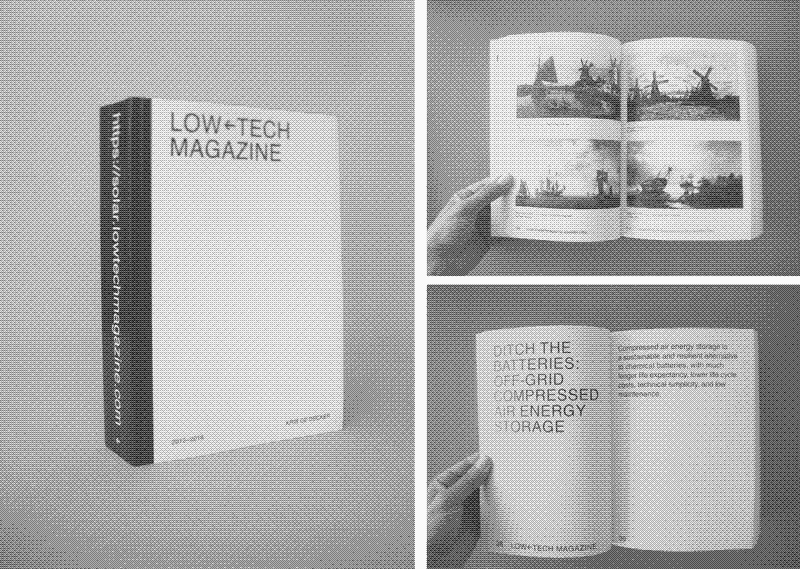 LOW←TECH
MAGAZINE
https://solar.lowtechmagazine.com
2012–2018
KRIS DE DECKER
DITCH THE
BATTERIES:
OFF-GRID
COMPRESSED
AIR ENERGY
STORAGE
LOW←TECH MAGAZINE
Compressed air energy storage is
a sustainable and resilient alternative
to chemical batteries, with much
longer life expectancy, lower life cycle
costs, technical simplicity, and low
maintenance.